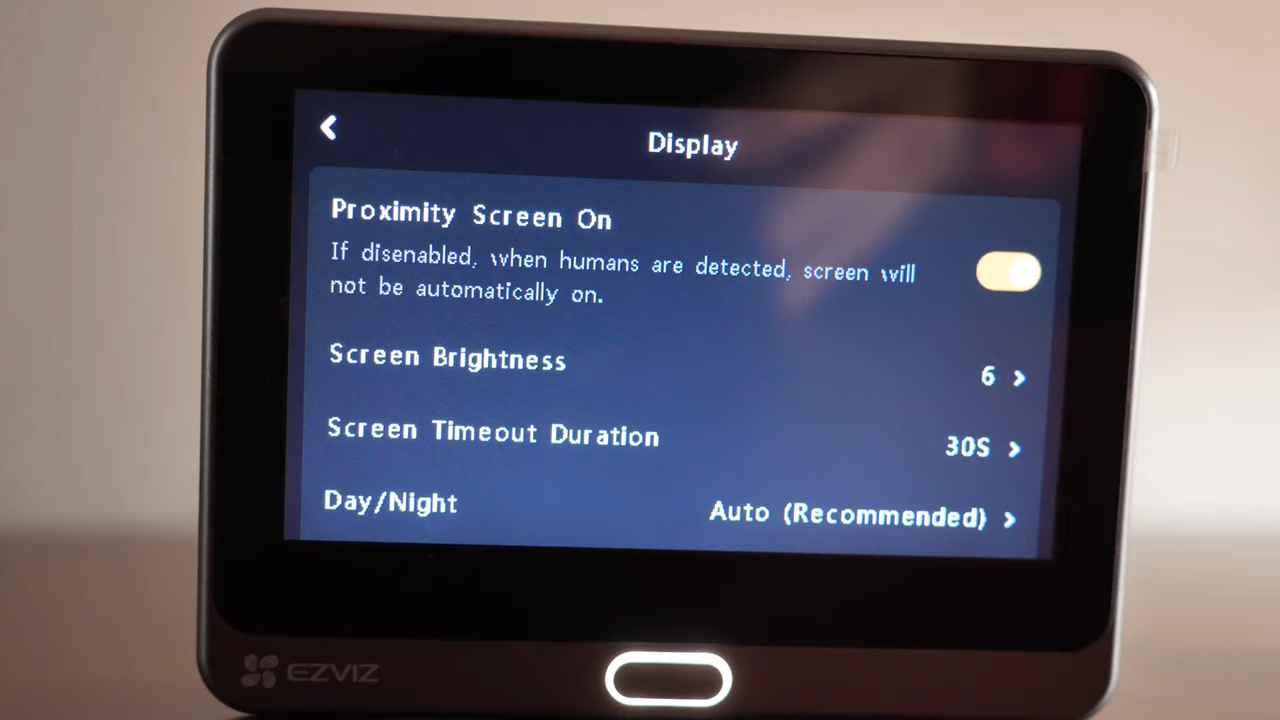 Display
Proximity Screen On
If disenabled, when humans are detected, screen will
not be automatically on.
Screen Brightness 6
Screen Timeout Duration 30S
Day/Night Auto (Recommended)
EZVIZ